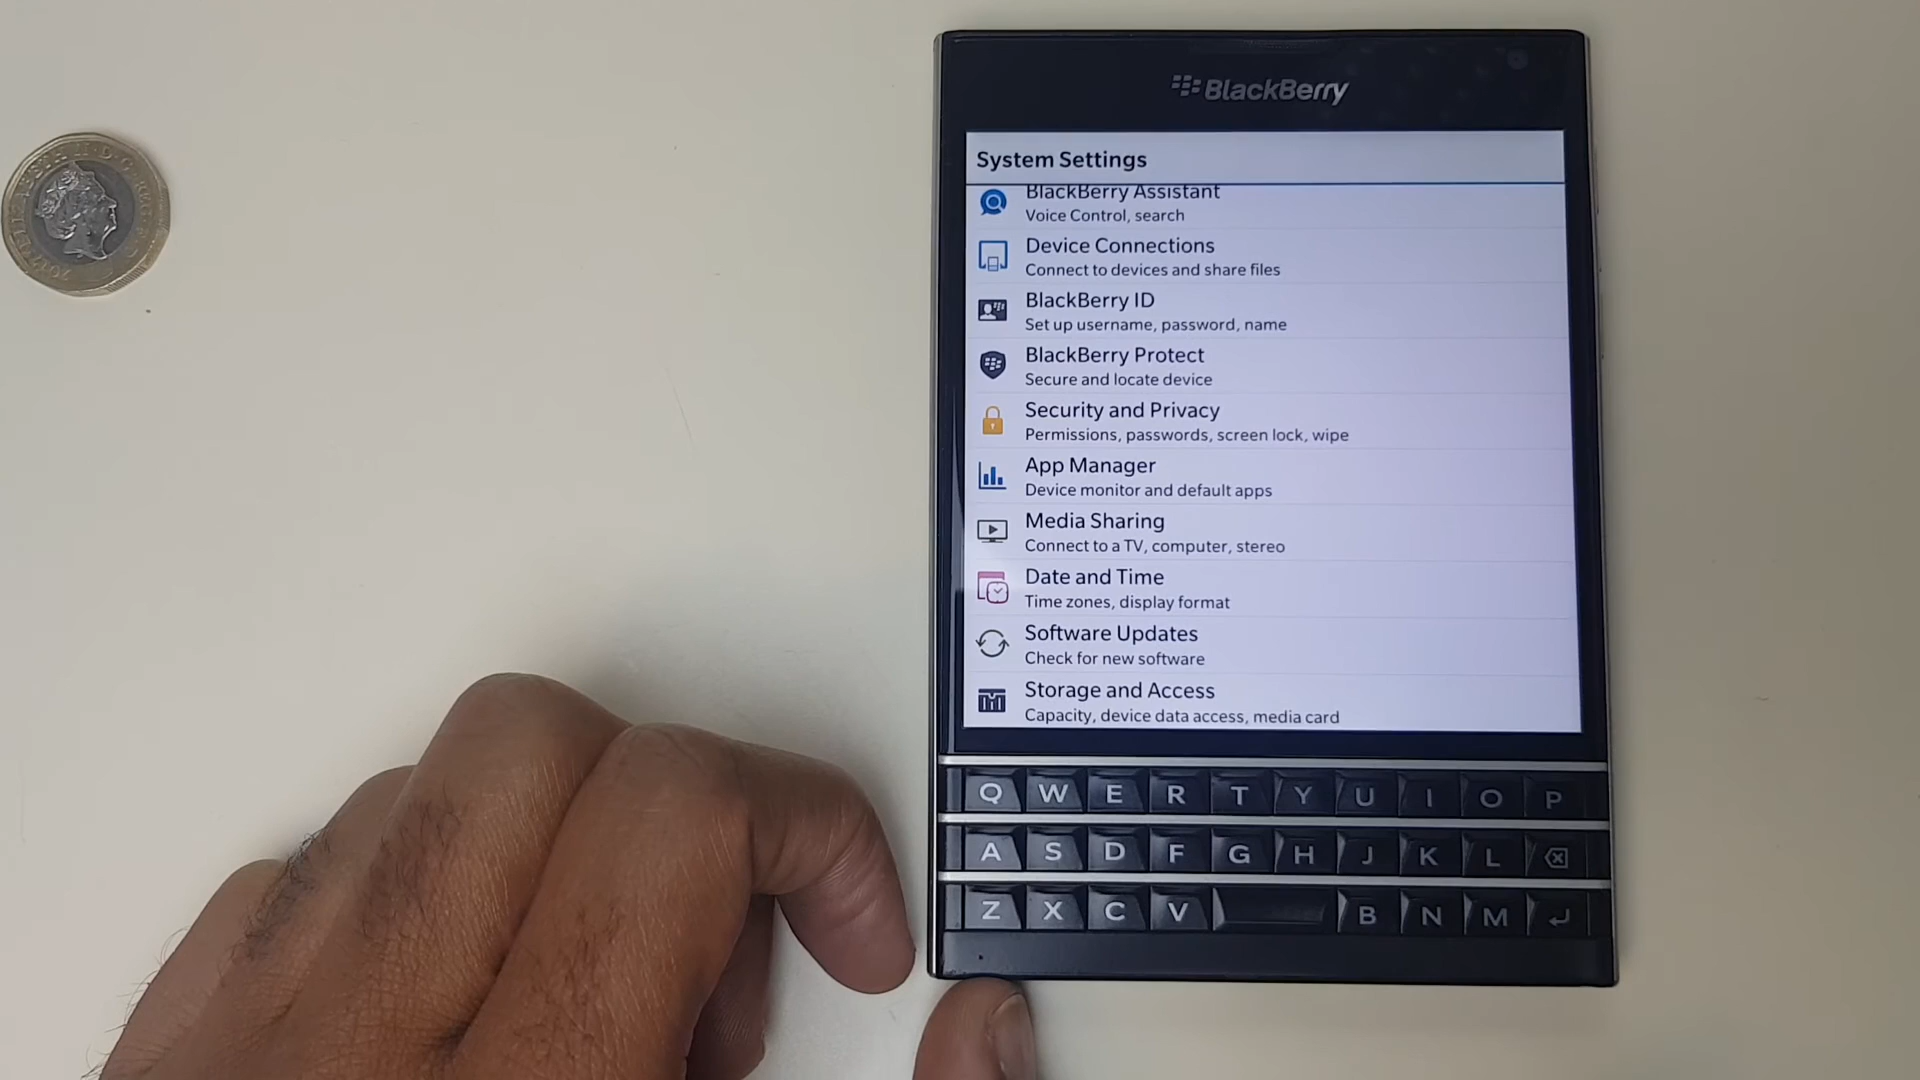 BlackBerry
System Settings
BlackBerry Assistant
Voice Control, search
Device Connections
Connect to devices and share files
BlackBerry ID
Set up username, password, name
BlackBerry Protect
Secure and locate device
Security and Privacy
Permissions, passwords, screen lock, wipe
App Manager
Device monitor and default apps
Media Sharing
Connect to a TV, computer, stereo
Date and Time
Time zones, display format
Software Updates
Check for new software
Storage and Access
Capacity, device data access, media card
Q W E R T Y U I O P
A S D F G H J K L
Z X C V B N M